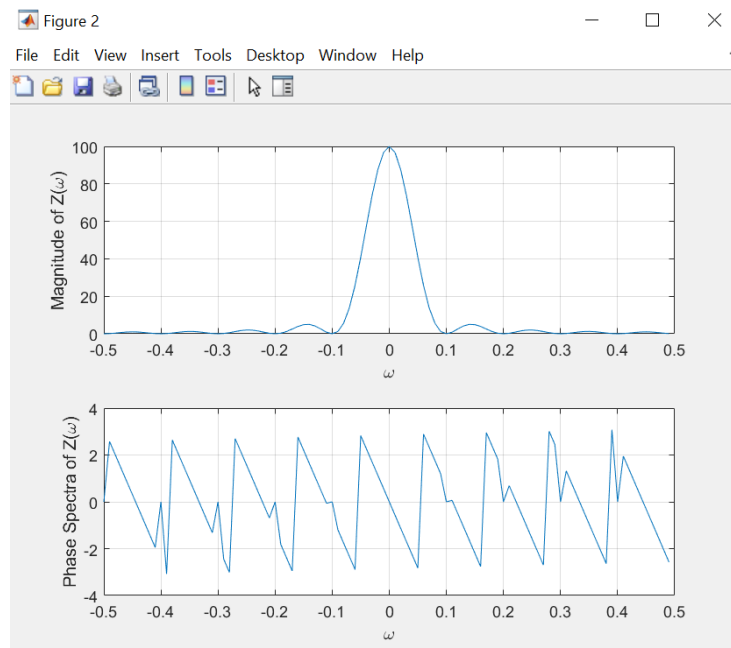 Figure 2
File Edit View Insert Tools Desktop Window Help
100
80
60
40
20
0
Magnitude of Z(ω)
-0.5 -0.4 -0.3 -0.2 -0.1 0 0.1 0.2 0.3 0.4 0.5
ω
4
2
0
-2
-4
Phase Spectra of Z(ω)
-0.5 -0.4 -0.3 -0.2 -0.1 0 0.1 0.2 0.3 0.4 0.5
ω